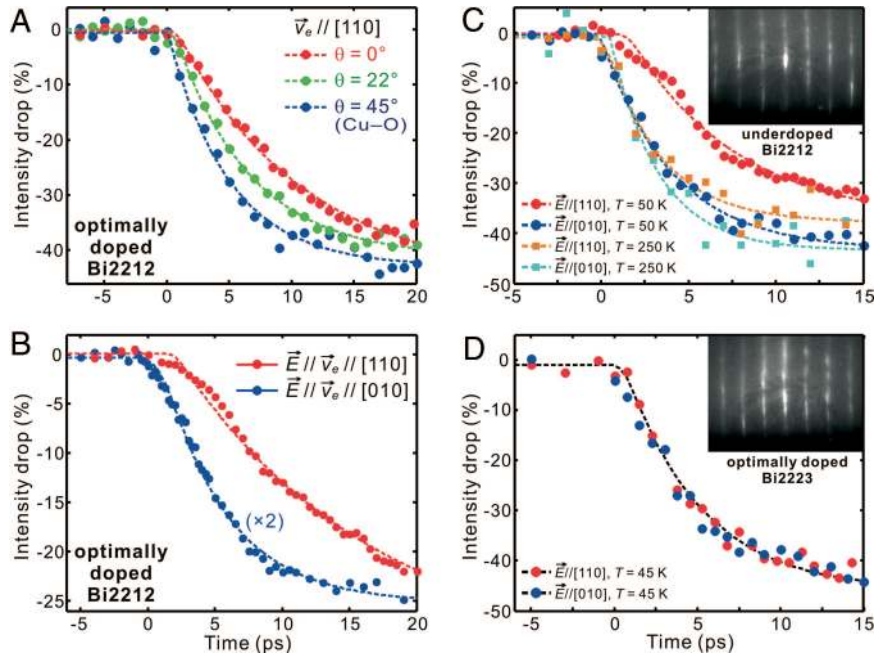 A
v⃗ₑ // [110]
θ = 0°
θ = 22°
θ = 45°
(Cu–O)
optimally
doped
Bi2212
Intensity drop (%)
0
-10
-20
-30
-40
-5
0
5
10
15
20
B
E⃗ // v⃗ₑ // [110]
E⃗ // v⃗ₑ // [010]
(×2)
optimally
doped
Bi2212
Intensity drop (%)
0
-5
-10
-15
-20
-25
-5
0
5
10
15
20
Time (ps)
C
underdoped
Bi2212
E⃗//[110], T = 50 K
E⃗//[010], T = 50 K
E⃗//[110], T = 250 K
E⃗//[010], T = 250 K
Intensity drop (%)
0
-10
-20
-30
-40
-50
-5
0
5
10
15
D
optimally doped
Bi2223
E⃗//[110], T = 45 K
E⃗//[010], T = 45 K
Intensity drop (%)
0
-10
-20
-30
-40
-50
-5
0
5
10
15
Time (ps)